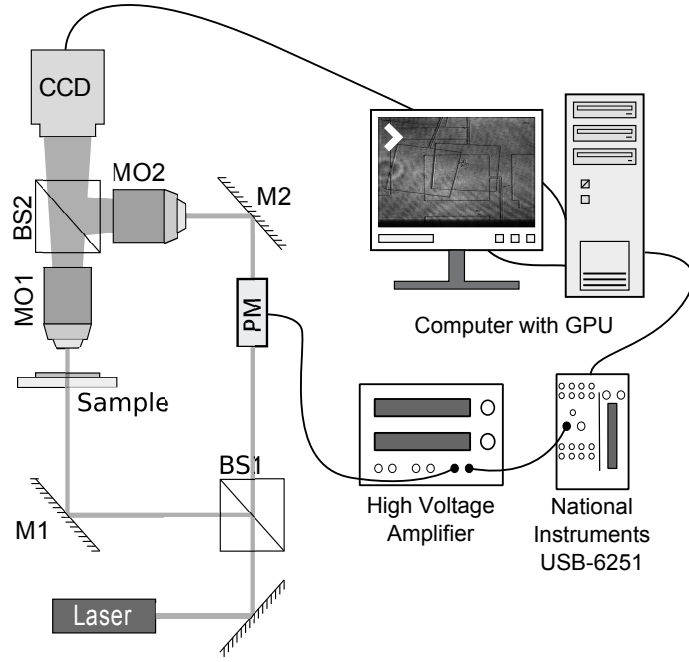 CCD
MO2
M2
BS2
MO1
PM
Computer with GPU
Sample
BS1
High Voltage
Amplifier
National
Instruments
USB-6251
M1
Laser